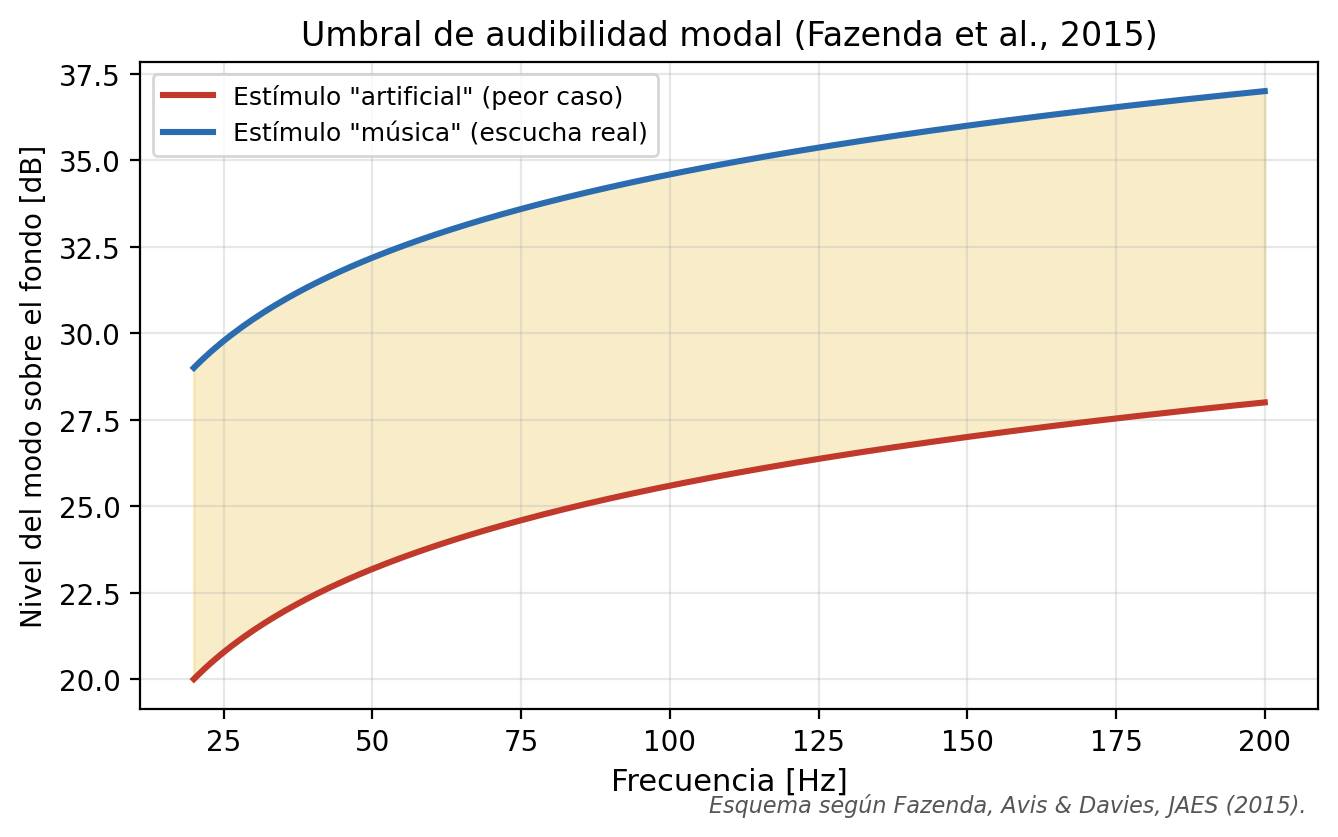 Umbral de audibilidad modal (Fazenda et al., 2015)
Estímulo "artificial" (peor caso)
Estímulo "música" (escucha real)
Nivel del modo sobre el fondo [dB]
37.5
35.0
32.5
30.0
27.5
25.0
22.5
20.0
25 50 75 100 125 150 175 200
Frecuencia [Hz]
Esquema según Fazenda, Avis & Davies, JAES (2015).